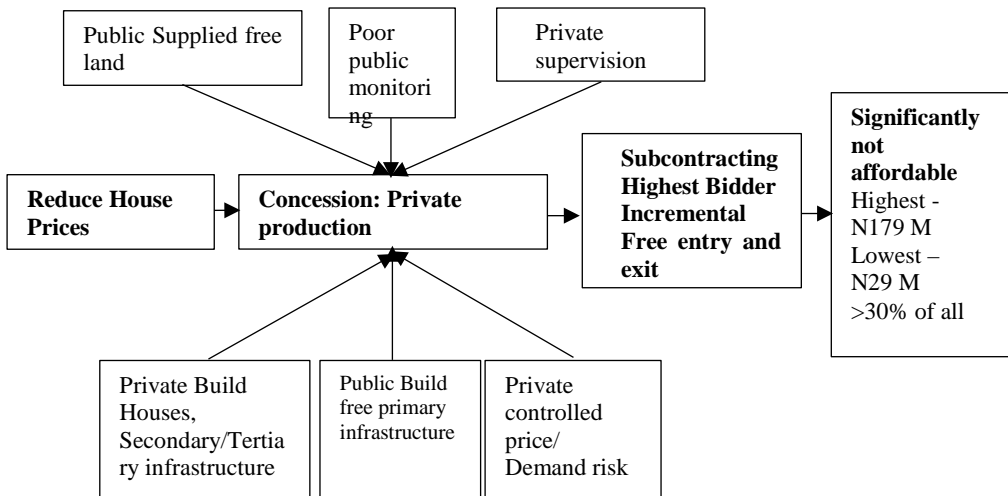 Public Supplied free
land
Poor
public
monitori
ng
Private
supervision
Reduce House
Prices
Concession: Private
production
Subcontracting
Highest Bidder
Incremental
Free entry and
exit
Significantly
not
affordable
Highest -
N179 M
Lowest –
N29 M
>30% of all
Private Build
Houses,
Secondary/Tertia
ry infrastructure
Public Build
free primary
infrastructure
Private
controlled
price/
Demand risk